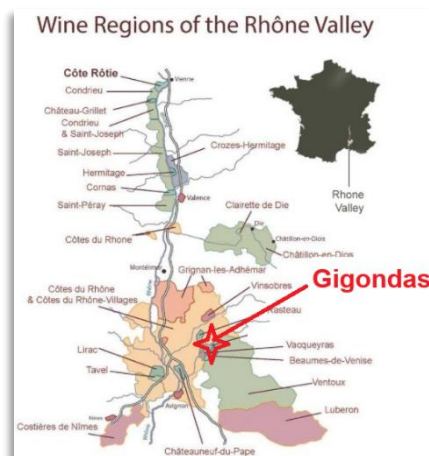 Wine Regions of the Rhône Valley
Côte Rôtie
Vienne
Condrieu
Château-Grillet
Condrieu
& Saint-Joseph
Saint-Joseph
Crozes-Hermitage
Hermitage
Cornas
Valence
Saint-Péray
Rhone
Valley
Clairette de Die
Die
Châtillon-en-Diois
Châtillon-en-Diois
Côtes du Rhone
Montélimar
Grignan-les-Adhémar
Gigondas
Côtes du Rhône
& Côtes du Rhône-Villages
Vinsobres
Rasteau
Vacqueyras
Beaumes-de-Venise
Lirac
Tavel
Ventoux
Luberon
Nîmes
Avignon
Costières de Nîmes
Rhône
Châteauneuf-du-Pape